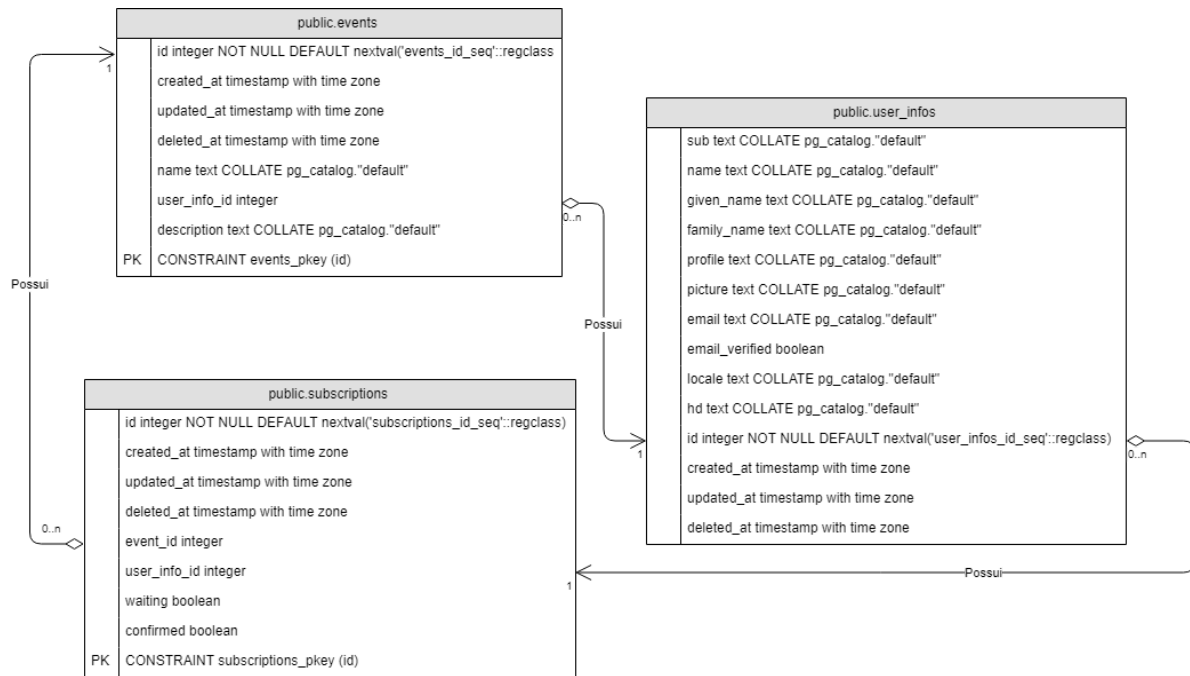 public.events
id integer NOT NULL DEFAULT nextval('events_id_seq'::regclass
created_at timestamp with time zone
updated_at timestamp with time zone
deleted_at timestamp with time zone
name text COLLATE pg_catalog."default"
user_info_id integer
description text COLLATE pg_catalog."default"
PK CONSTRAINT events_pkey (id)
1
0..n
Possui
Possui
public.user_infos
sub text COLLATE pg_catalog."default"
name text COLLATE pg_catalog."default"
given_name text COLLATE pg_catalog."default"
family_name text COLLATE pg_catalog."default"
profile text COLLATE pg_catalog."default"
picture text COLLATE pg_catalog."default"
email text COLLATE pg_catalog."default"
email_verified boolean
locale text COLLATE pg_catalog."default"
hd text COLLATE pg_catalog."default"
id integer NOT NULL DEFAULT nextval('user_infos_id_seq'::regclass)
created_at timestamp with time zone
updated_at timestamp with time zone
deleted_at timestamp with time zone
1
0..n
public.subscriptions
id integer NOT NULL DEFAULT nextval('subscriptions_id_seq'::regclass)
created_at timestamp with time zone
updated_at timestamp with time zone
deleted_at timestamp with time zone
event_id integer
user_info_id integer
waiting boolean
confirmed boolean
PK CONSTRAINT subscriptions_pkey (id)
0..n
1
Possui